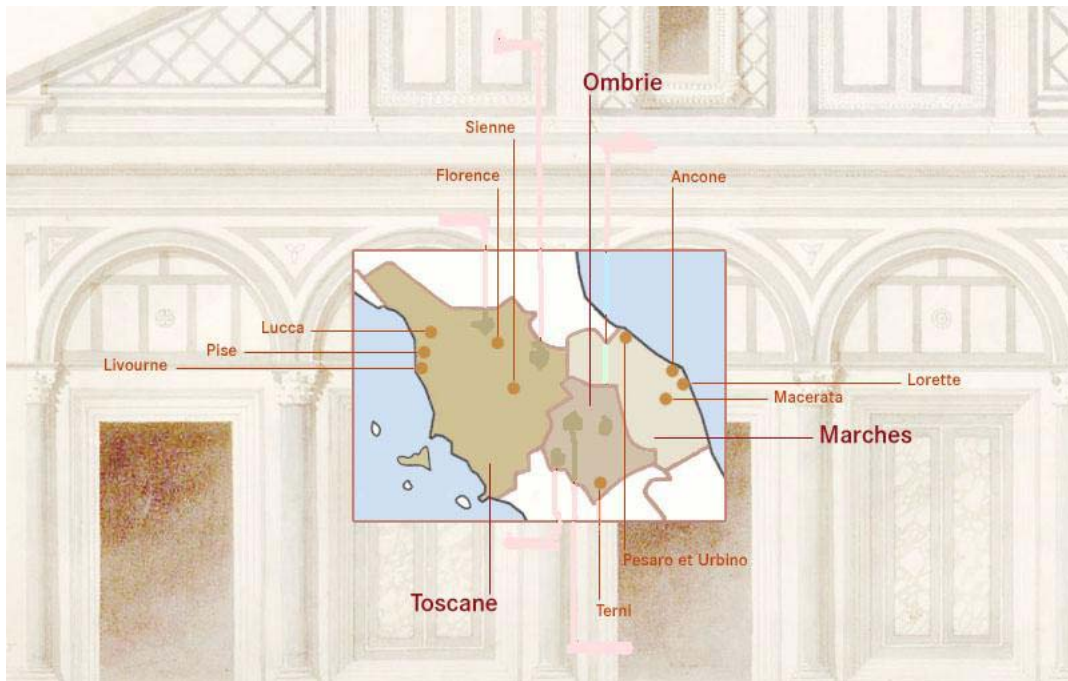 Ombrie
Sienne
Florence
Ancone
Lucca
Pise
Livourne
Lorette
Macerata
Marches
Pesaro et Urbino
Toscane
Terni